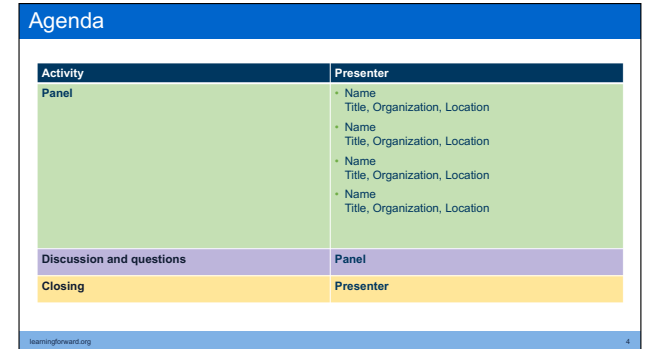 Agenda
Activity Presenter
Panel • Name
Title, Organization, Location
• Name
Title, Organization, Location
• Name
Title, Organization, Location
• Name
Title, Organization, Location
Discussion and questions Panel
Closing Presenter
learningforward.org 4